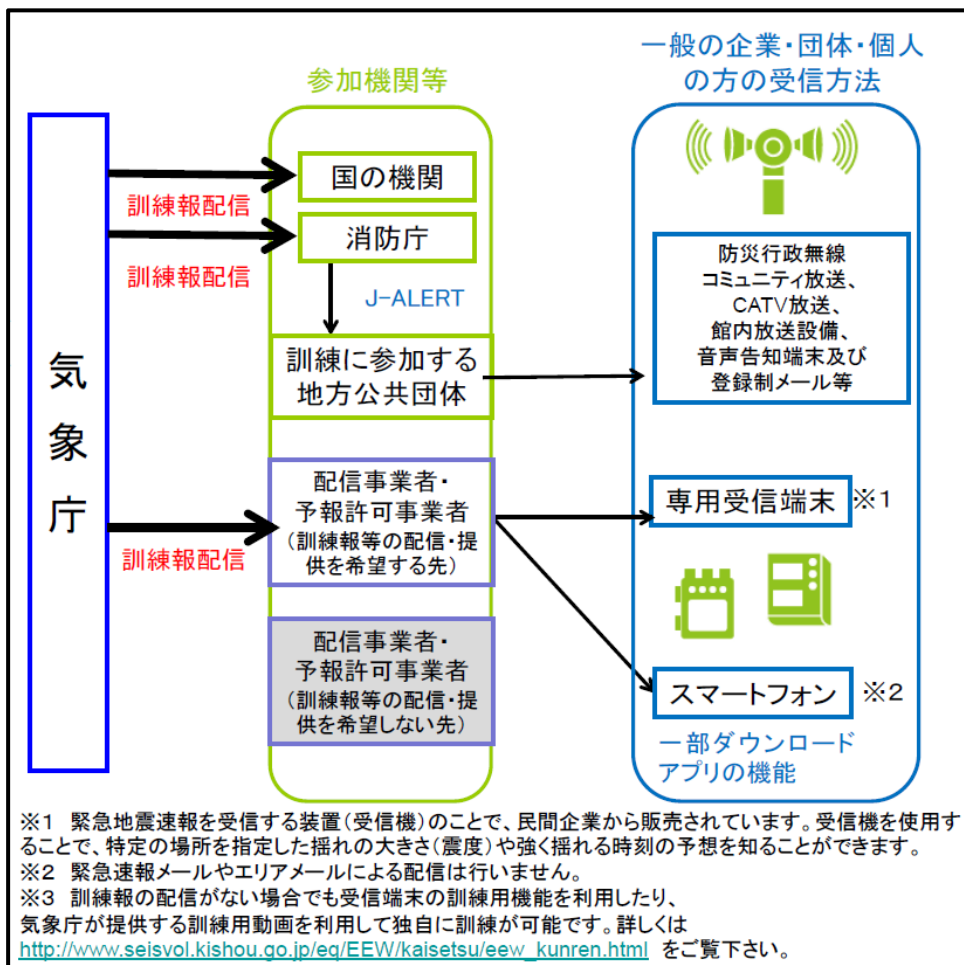 一般の企業・団体・個人
の方の受信方法
参加機関等
気
象
庁
訓練報配信
訓練報配信
訓練報配信
国の機関
消防庁
J-ALERT
訓練に参加する
地方公共団体
配信事業者・
予報許可事業者
(訓練報等の配信・提
供を希望する先)
配信事業者・
予報許可事業者
(訓練報等の配信・提
供を希望しない先)
防災行政無線
コミュニティ放送、
CATV放送、
館内放送設備、
音声告知端末及び
登録制メール等
専用受信端末 ※1
スマートフォン ※2
一部ダウンロード
アプリの機能
※1 緊急地震速報を受信する装置(受信機)のことで、民間企業から販売されています。受信機を使用す
ることで、特定の場所を指定した揺れの大きさ(震度)や強く揺れる時刻の予想を知ることができます。
※2 緊急速報メールやエリアメールによる配信は行いません。
※3 訓練報の配信がない場合でも受信端末の訓練用機能を利用したり、
気象庁が提供する訓練用動画を利用して独自に訓練が可能です。詳しくは
http://www.seisvol.kishou.go.jp/eq/EEW/kaisetsu/eew_kunren.html をご覧下さい。